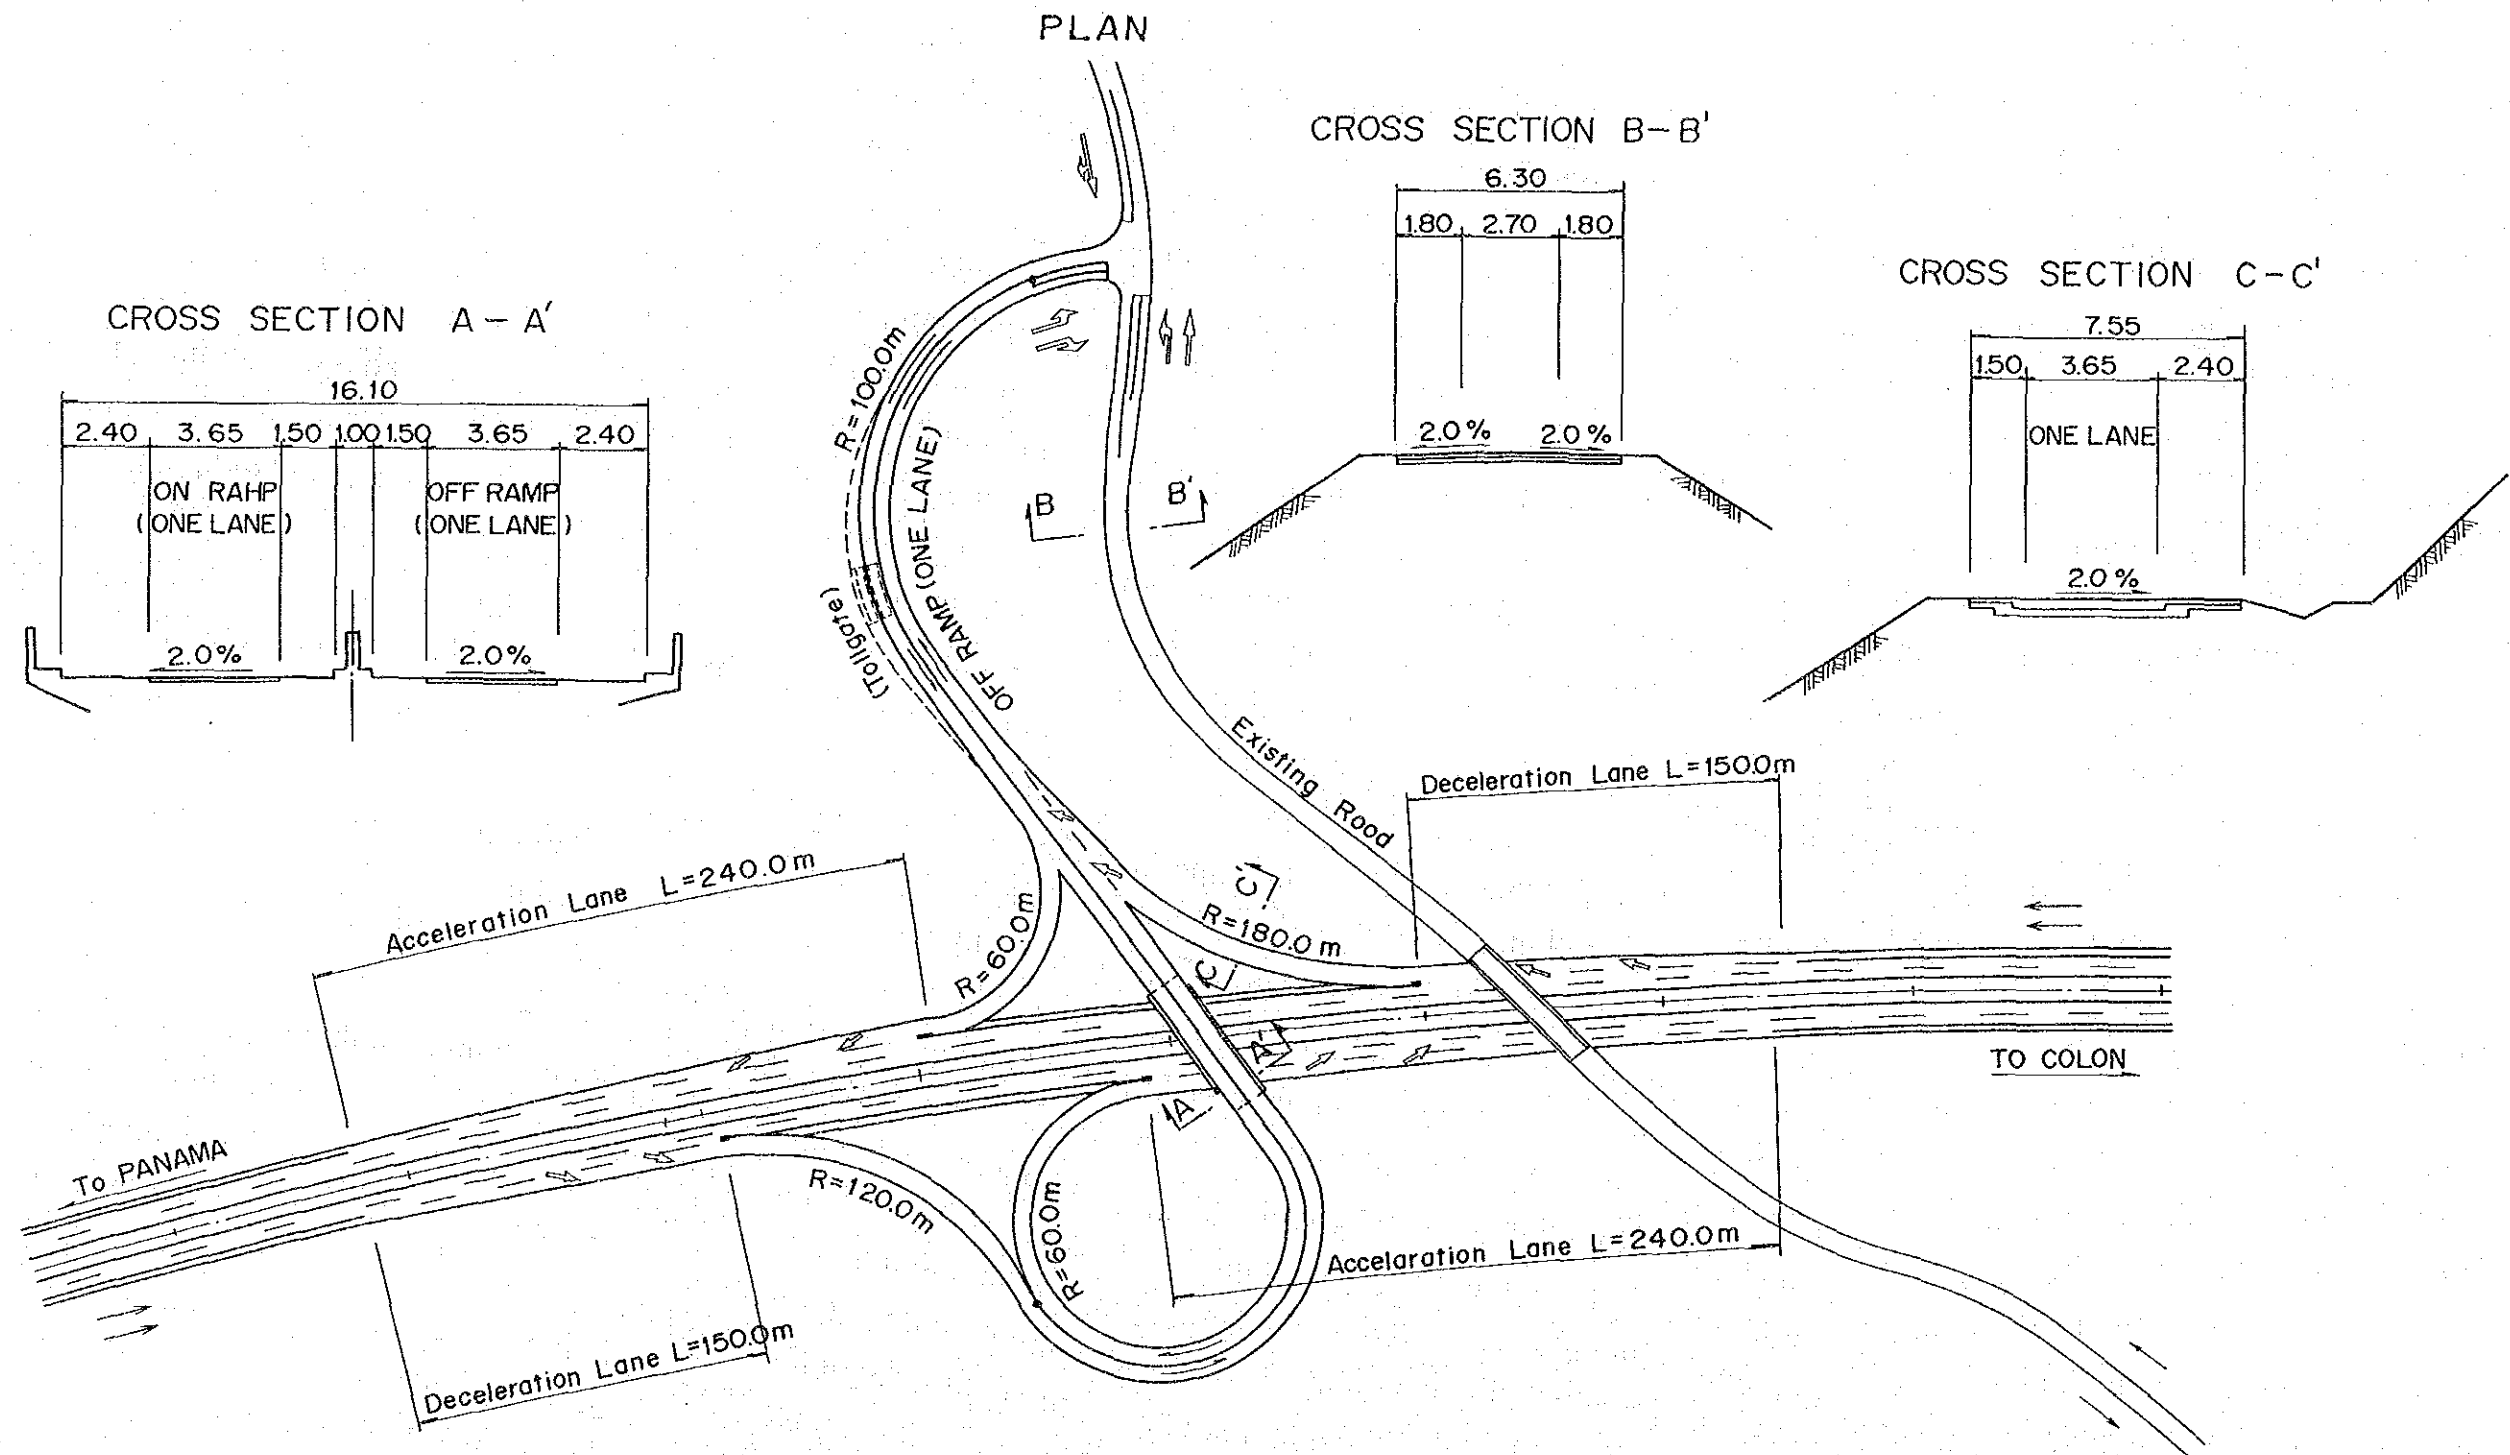 PLAN
CROSS SECTION B-B'
6.30
1.80 2.70 1.80
2.0% 2.0%
CROSS SECTION C-C'
7.55
1.50 3.65 2.40
ONE LANE
2.0%
CROSS SECTION A-A'
16.10
2.40 3.65 1.50 1.00 1.50 3.65 2.40
ON RAHP
(ONE LANE)
OFF RAMP
(ONE LANE)
2.0% 2.0%
R=100.0m
OFF RAMP (ONE LANE)
(Tollgate)
B B'
Existing Rood
Deceleration Lane L=150.0m
Acceleration Lane L=240.0m
R=60.0m
C'
R=180.0m
C
A'
A
TO COLON
To PANAMA
R=120.0m
R=60.0m
Accelaration Lane L=240.0m
Deceleration Lane L=150.0m